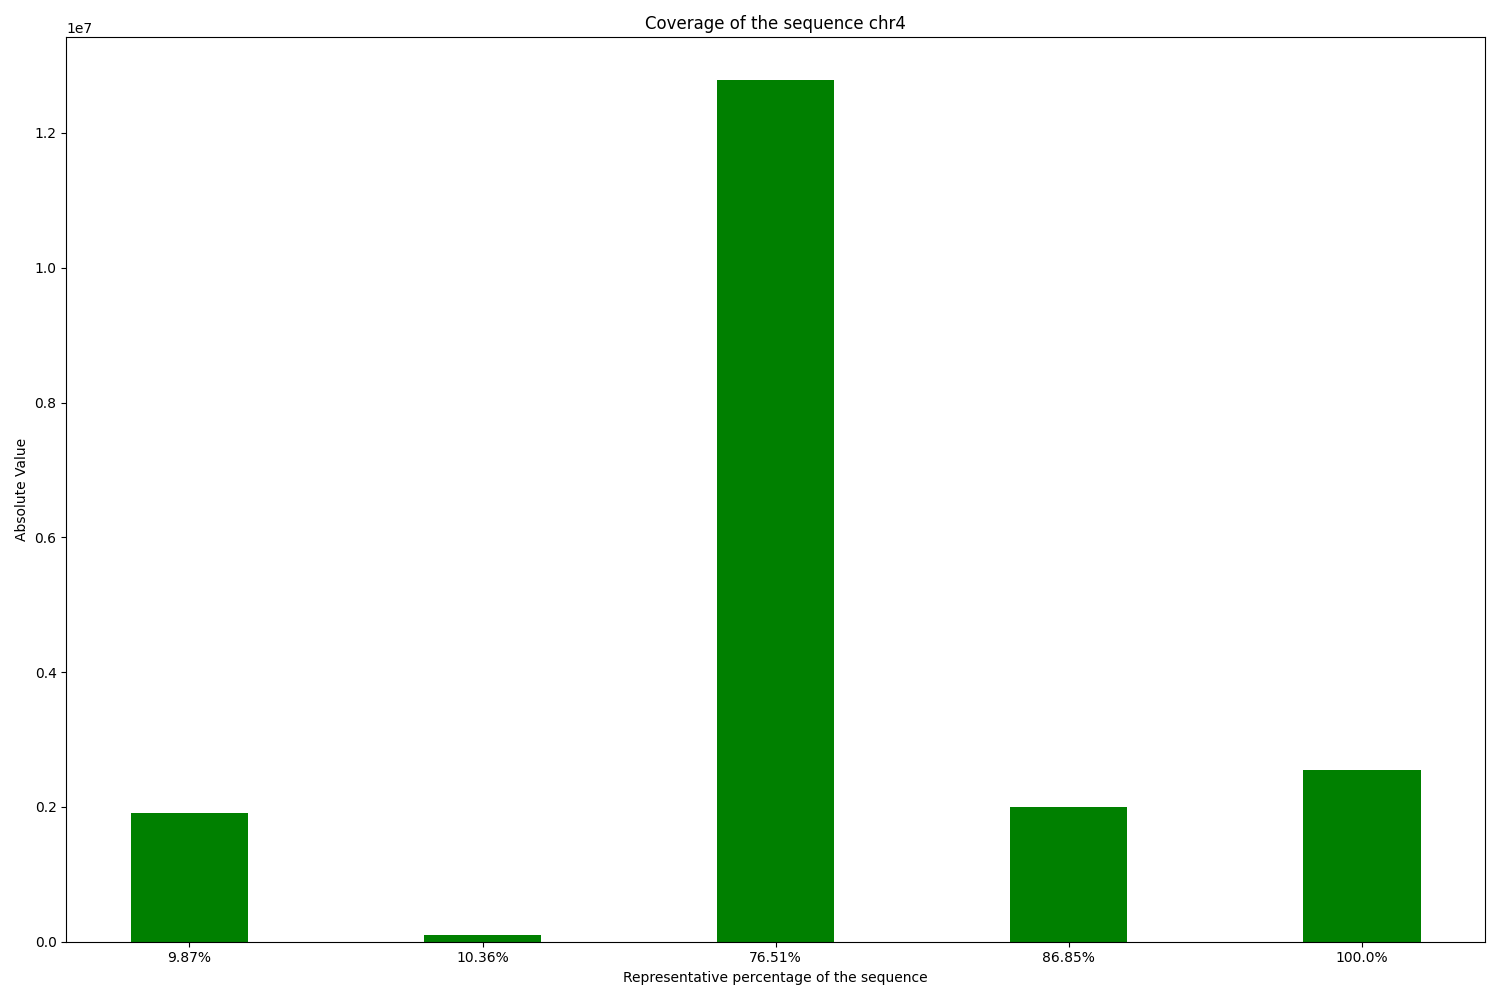 Coverage of the sequence chr4
1e7
1.2
1.0
0.8
0.6
0.4
0.2
0.0
Absolute Value
9.87% 10.36% 76.51% 86.85% 100.0%
Representative percentage of the sequence